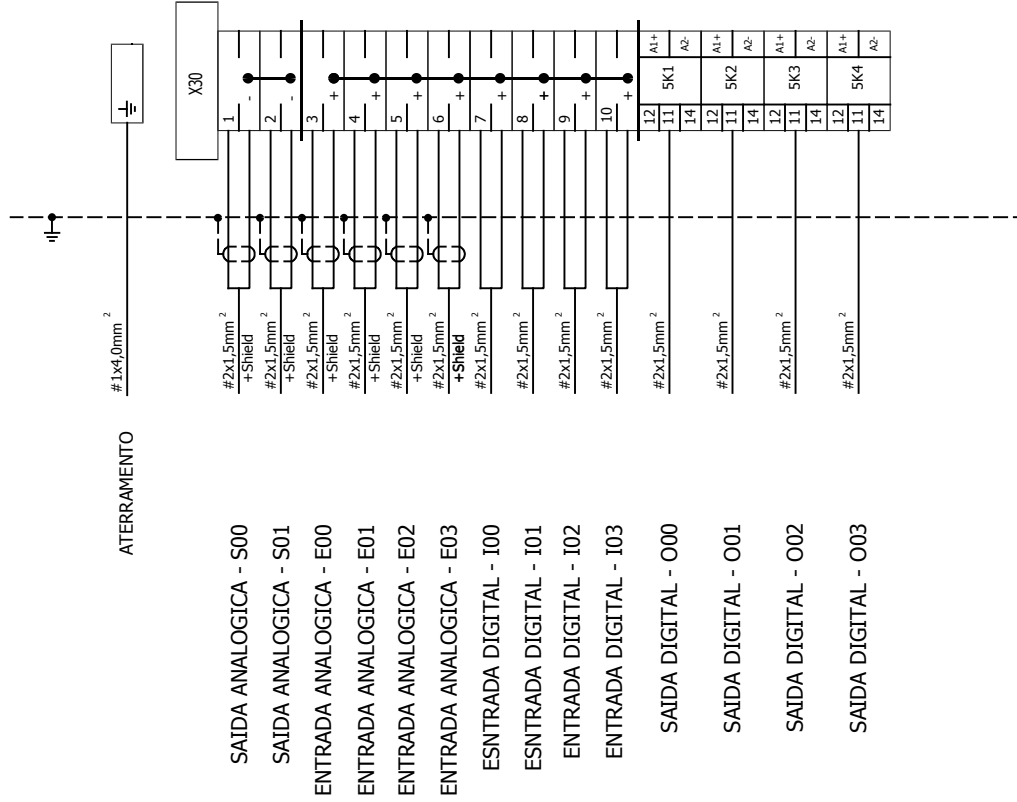 X30
1
2
3
4
5
6
7
8
9
10
-
-
+
+
+
+
+
+
+
+
12
11
14
5K1
A1+
A2-
12
11
14
5K2
A1+
A2-
12
11
14
5K3
A1+
A2-
12
11
14
5K4
A1+
A2-
#1x4,0mm²
#2x1,5mm²
+Shield
#2x1,5mm²
+Shield
#2x1,5mm²
+Shield
#2x1,5mm²
+Shield
#2x1,5mm²
+Shield
#2x1,5mm²
+Shield
#2x1,5mm²
#2x1,5mm²
#2x1,5mm²
#2x1,5mm²
#2x1,5mm²
#2x1,5mm²
#2x1,5mm²
#2x1,5mm²
ATERRAMENTO
SAIDA ANALOGICA - S00
SAIDA ANALOGICA - S01
ENTRADA ANALOGICA - E00
ENTRADA ANALOGICA - E01
ENTRADA ANALOGICA - E02
ENTRADA ANALOGICA - E03
ESNTRADA DIGITAL - I00
ESNTRADA DIGITAL - I01
ENTRADA DIGITAL - I02
ENTRADA DIGITAL - I03
SAIDA DIGITAL - O00
SAIDA DIGITAL - O01
SAIDA DIGITAL - O02
SAIDA DIGITAL - O03